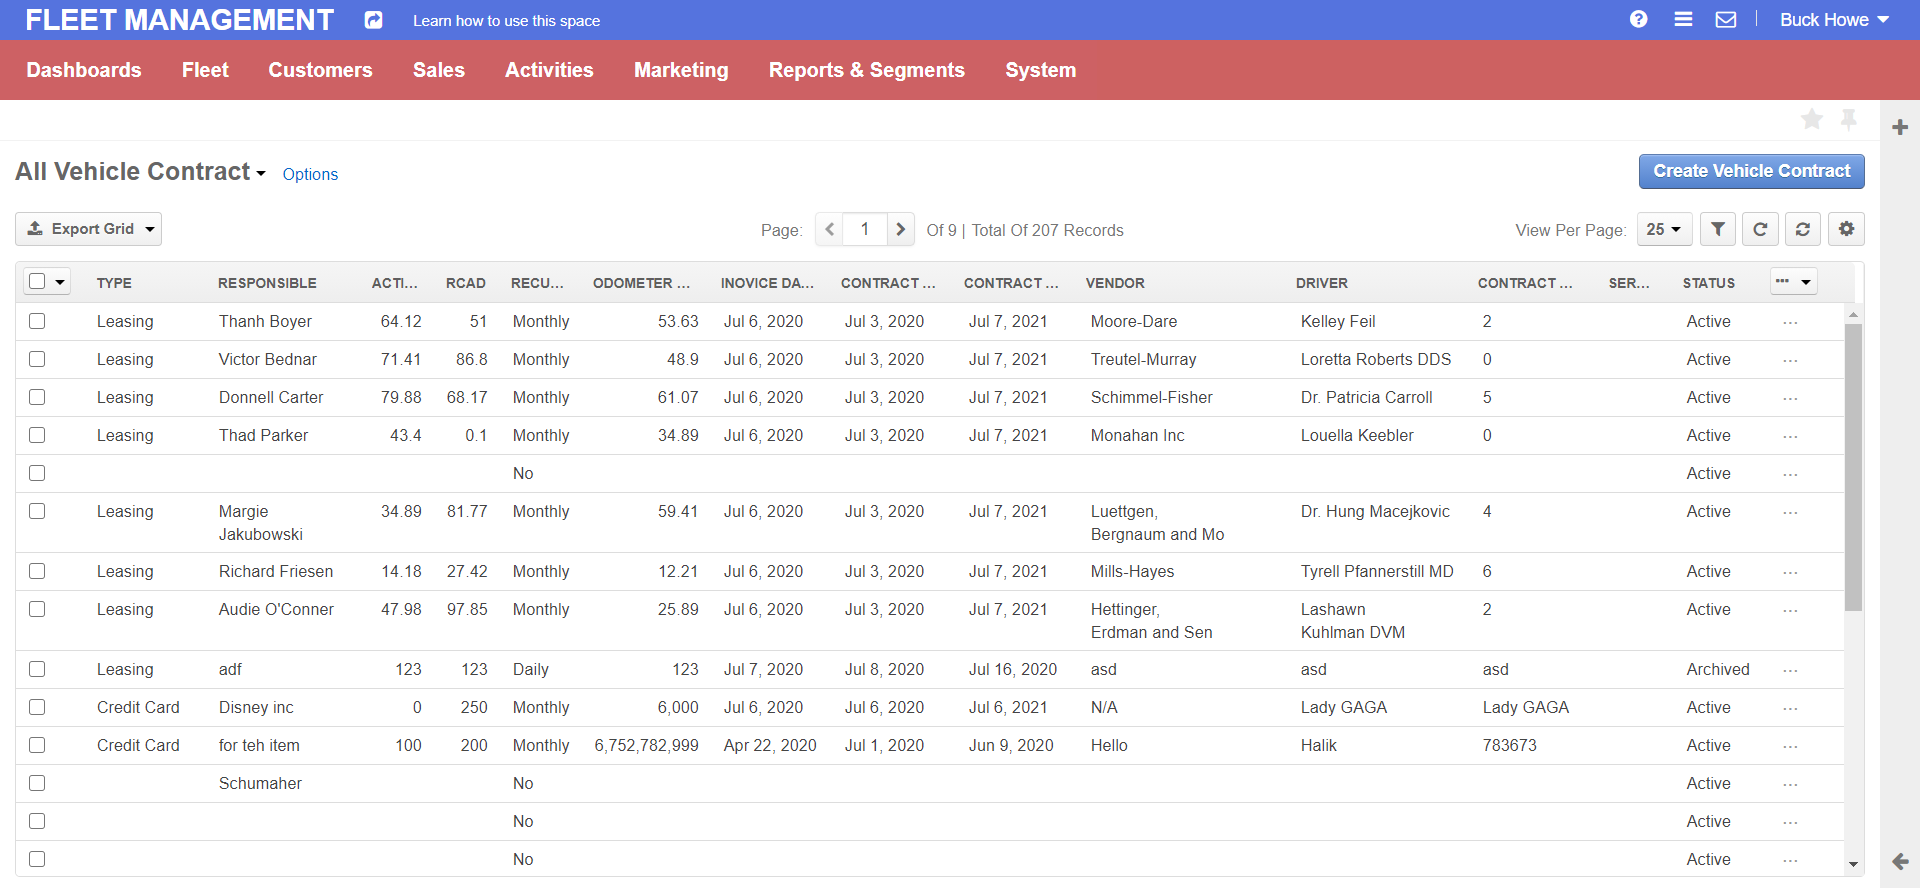 FLEET MANAGEMENT Learn how to use this space Buck Howe
Dashboards Fleet Customers Sales Activities Marketing Reports & Segments System
All Vehicle Contract Options Create Vehicle Contract
Export Grid Page: 1 Of 9 | Total Of 207 Records View Per Page: 25
TYPE RESPONSIBLE ACTI... RCAD RECU... ODOMETER ... INOVICE DA... CONTRACT ... CONTRACT ... VENDOR DRIVER CONTRACT ... SER... STATUS
Leasing Thanh Boyer 64.12 51 Monthly 53.63 Jul 6, 2020 Jul 3, 2020 Jul 7, 2021 Moore-Dare Kelley Feil 2 Active
Leasing Victor Bednar 71.41 86.8 Monthly 48.9 Jul 6, 2020 Jul 3, 2020 Jul 7, 2021 Treutel-Murray Loretta Roberts DDS 0 Active
Leasing Donnell Carter 79.88 68.17 Monthly 61.07 Jul 6, 2020 Jul 3, 2020 Jul 7, 2021 Schimmel-Fisher Dr. Patricia Carroll 5 Active
Leasing Thad Parker 43.4 0.1 Monthly 34.89 Jul 6, 2020 Jul 3, 2020 Jul 7, 2021 Monahan Inc Louella Keebler 0 Active
No Active
Leasing Margie 34.89 81.77 Monthly 59.41 Jul 6, 2020 Jul 3, 2020 Jul 7, 2021 Luettgen, Dr. Hung Macejkovic 4 Active
Jakubowski Bergnaum and Mo
Leasing Richard Friesen 14.18 27.42 Monthly 12.21 Jul 6, 2020 Jul 3, 2020 Jul 7, 2021 Mills-Hayes Tyrell Pfannerstill MD 6 Active
Leasing Audie O'Conner 47.98 97.85 Monthly 25.89 Jul 6, 2020 Jul 3, 2020 Jul 7, 2021 Hettinger, Lashawn 2 Active
Erdman and Sen Kuhlman DVM
Leasing adf 123 123 Daily 123 Jul 7, 2020 Jul 8, 2020 Jul 16, 2020 asd asd asd Archived
Credit Card Disney inc 0 250 Monthly 6,000 Jul 6, 2020 Jul 6, 2020 Jul 6, 2021 N/A Lady GAGA Lady GAGA Active
Credit Card for teh item 100 200 Monthly 6,752,782,999 Apr 22, 2020 Jul 1, 2020 Jun 9, 2020 Hello Halik 783673 Active
Schumaher No Active
No Active
No Active